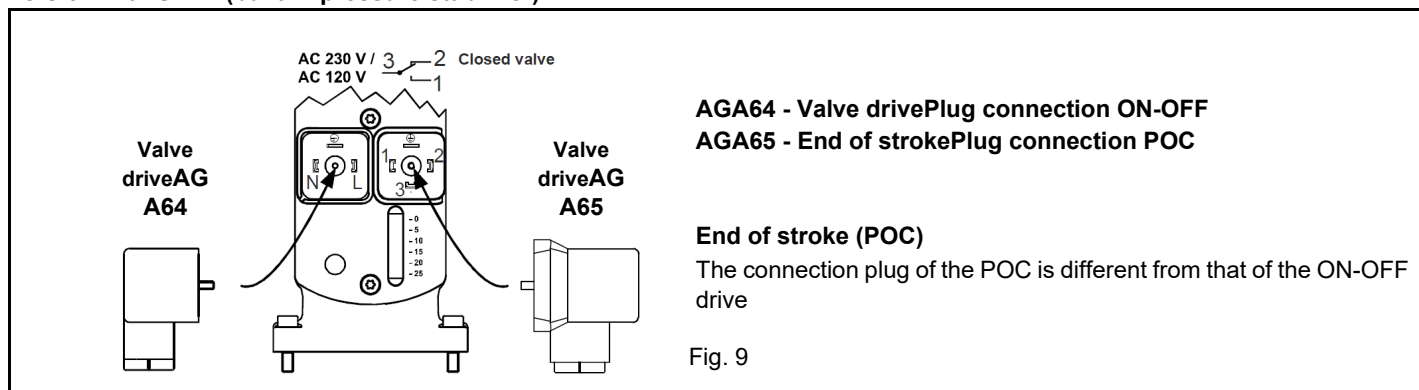 AC 230 V / 3 2 Closed valve
AC 120 V 1
Valve
driveAG
A64
N L
1 2
3
- 0
- 5
- 10
- 15
- 20
- 25
Valve
driveAG
A65
AGA64 - Valve drivePlug connection ON-OFF
AGA65 - End of strokePlug connection POC
End of stroke (POC)
The connection plug of the POC is different from that of the ON-OFF
drive
Fig. 9